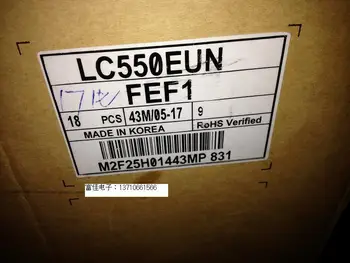 LC550EUN
FEF1
18 PCS 43M/05-17 9
MADE IN KOREA RoHS Verified
M2F25H01443MP 831
富佳电子:13710661566